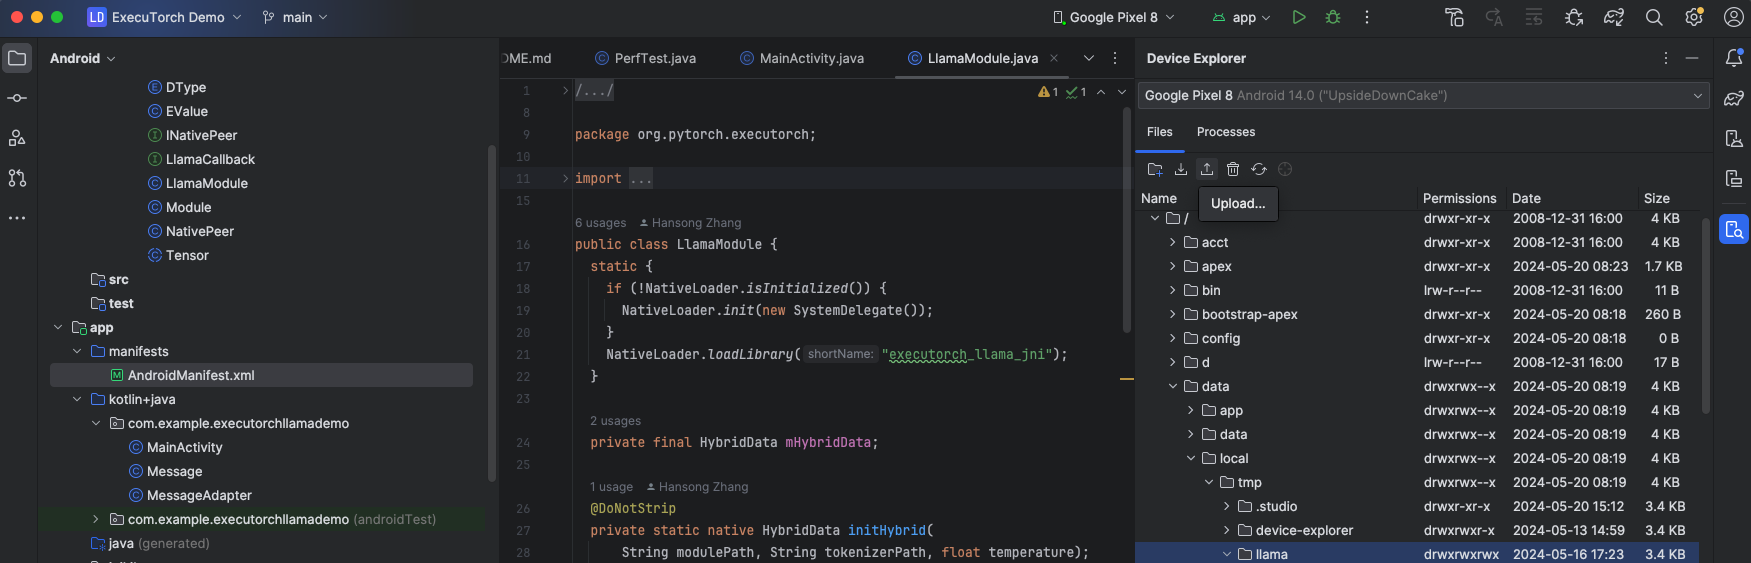 LD ExecuTorch Demo main Google Pixel 8 app
Android
DType
EValue
INativePeer
LlamaCallback
LlamaModule
Module
NativePeer
Tensor
src
test
app
manifests
AndroidManifest.xml
kotlin+java
com.example.executorchllamademo
MainActivity
Message
MessageAdapter
com.example.executorchllamademo (androidTest)
java (generated)
DME.md PerfTest.java MainActivity.java LlamaModule.java
1 /.../ 1 1
8
9 package org.pytorch.executorch;
10
11 import ...
15
6 usages Hansong Zhang
16 public class LlamaModule {
17 static {
18 if (!NativeLoader.isInitialized()) {
19 NativeLoader.init(new SystemDelegate());
20 }
21 NativeLoader.loadLibrary( shortName: "executorch_llama_jni");
22 }
23
2 usages
24 private final HybridData mHybridData;
25
1 usage Hansong Zhang
26 @DoNotStrip
27 private static native HybridData initHybrid(
28 String modulePath, String tokenizerPath, float temperature);
Device Explorer
Google Pixel 8 Android 14.0 ("UpsideDownCake")
Files Processes
Upload...
Name Permissions Date Size
/ drwxr-xr-x 2008-12-31 16:00 4 KB
acct drwxr-xr-x 2008-12-31 16:00 4 KB
apex drwxr-xr-x 2024-05-20 08:23 1.7 KB
bin lrw-r--r-- 2008-12-31 16:00 11 B
bootstrap-apex drwxr-xr-x 2024-05-20 08:18 260 B
config drwxr-xr-x 2024-05-20 08:18 0 B
d lrw-r--r-- 2008-12-31 16:00 17 B
data drwxrwx--x 2024-05-20 08:19 4 KB
app drwxrwx--x 2024-05-20 08:19 4 KB
data drwxrwx--x 2024-05-20 08:19 4 KB
local drwxrwx--x 2024-05-20 08:19 4 KB
tmp drwxrwx--x 2024-05-20 08:19 4 KB
.studio drwxr-xr-x 2024-05-20 15:12 3.4 KB
device-explorer drwxrwxr-x 2024-05-13 14:59 3.4 KB
llama drwxrwxrwx 2024-05-16 17:23 3.4 KB